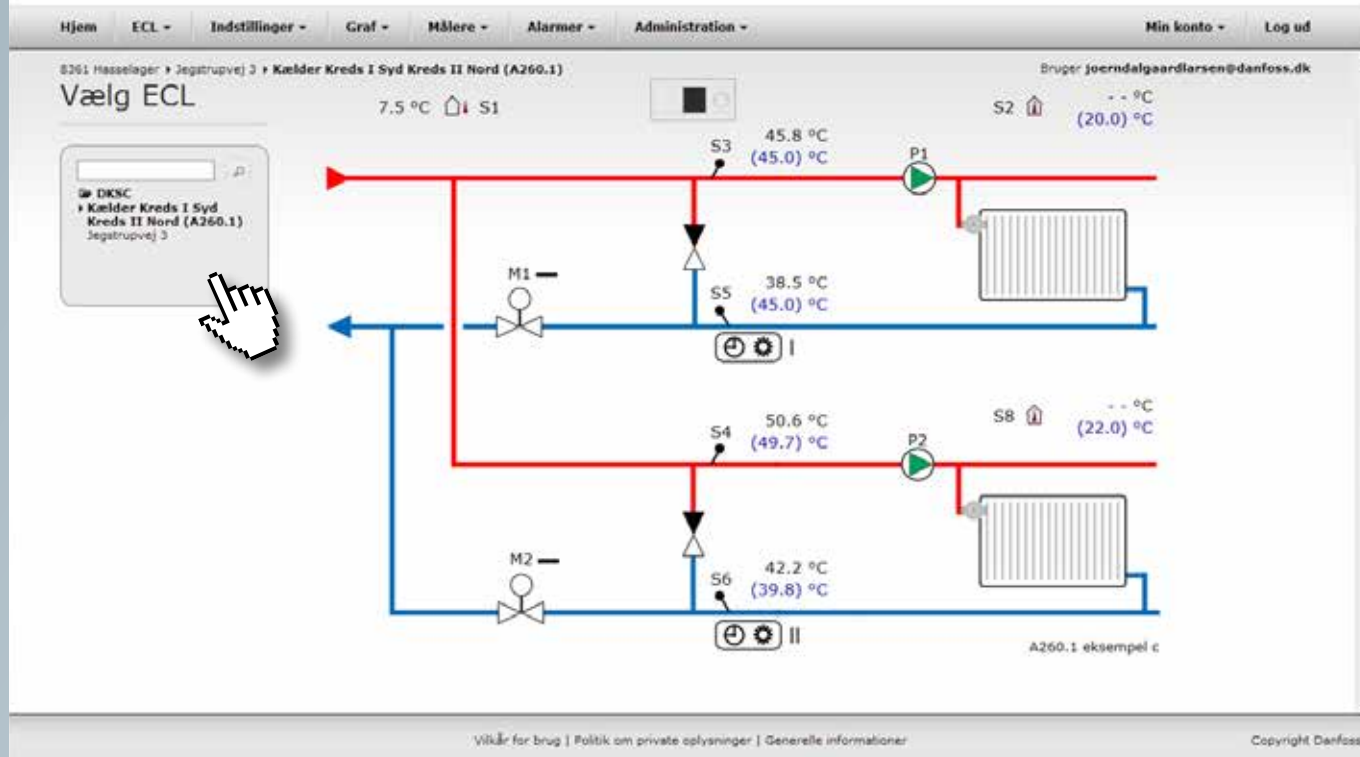 Hjem ECL Indstillinger Graf Målere Alarmer Administration Min konto Log ud
8361 Hasselager Jegstrupvej 3 Kælder Kreds I Syd Kreds II Nord (A260.1) Bruger joerndalgaardlarsen@danfoss.dk
Vælg ECL
7.5 °C S1
S2 - - °C
(20.0) °C
S3 45.8 °C
(45.0) °C
P1
DKSC
Kælder Kreds I Syd
Kreds II Nord (A260.1)
Jegstrupvej 3
M1
S5 38.5 °C
(45.0) °C
I
S4 50.6 °C
(49.7) °C
P2
S8 - - °C
(22.0) °C
M2
S6 42.2 °C
(39.8) °C
II
A260.1 eksempel c
Vilkår for brug | Politik om private oplysninger | Generelle informationer Copyright Danfoss